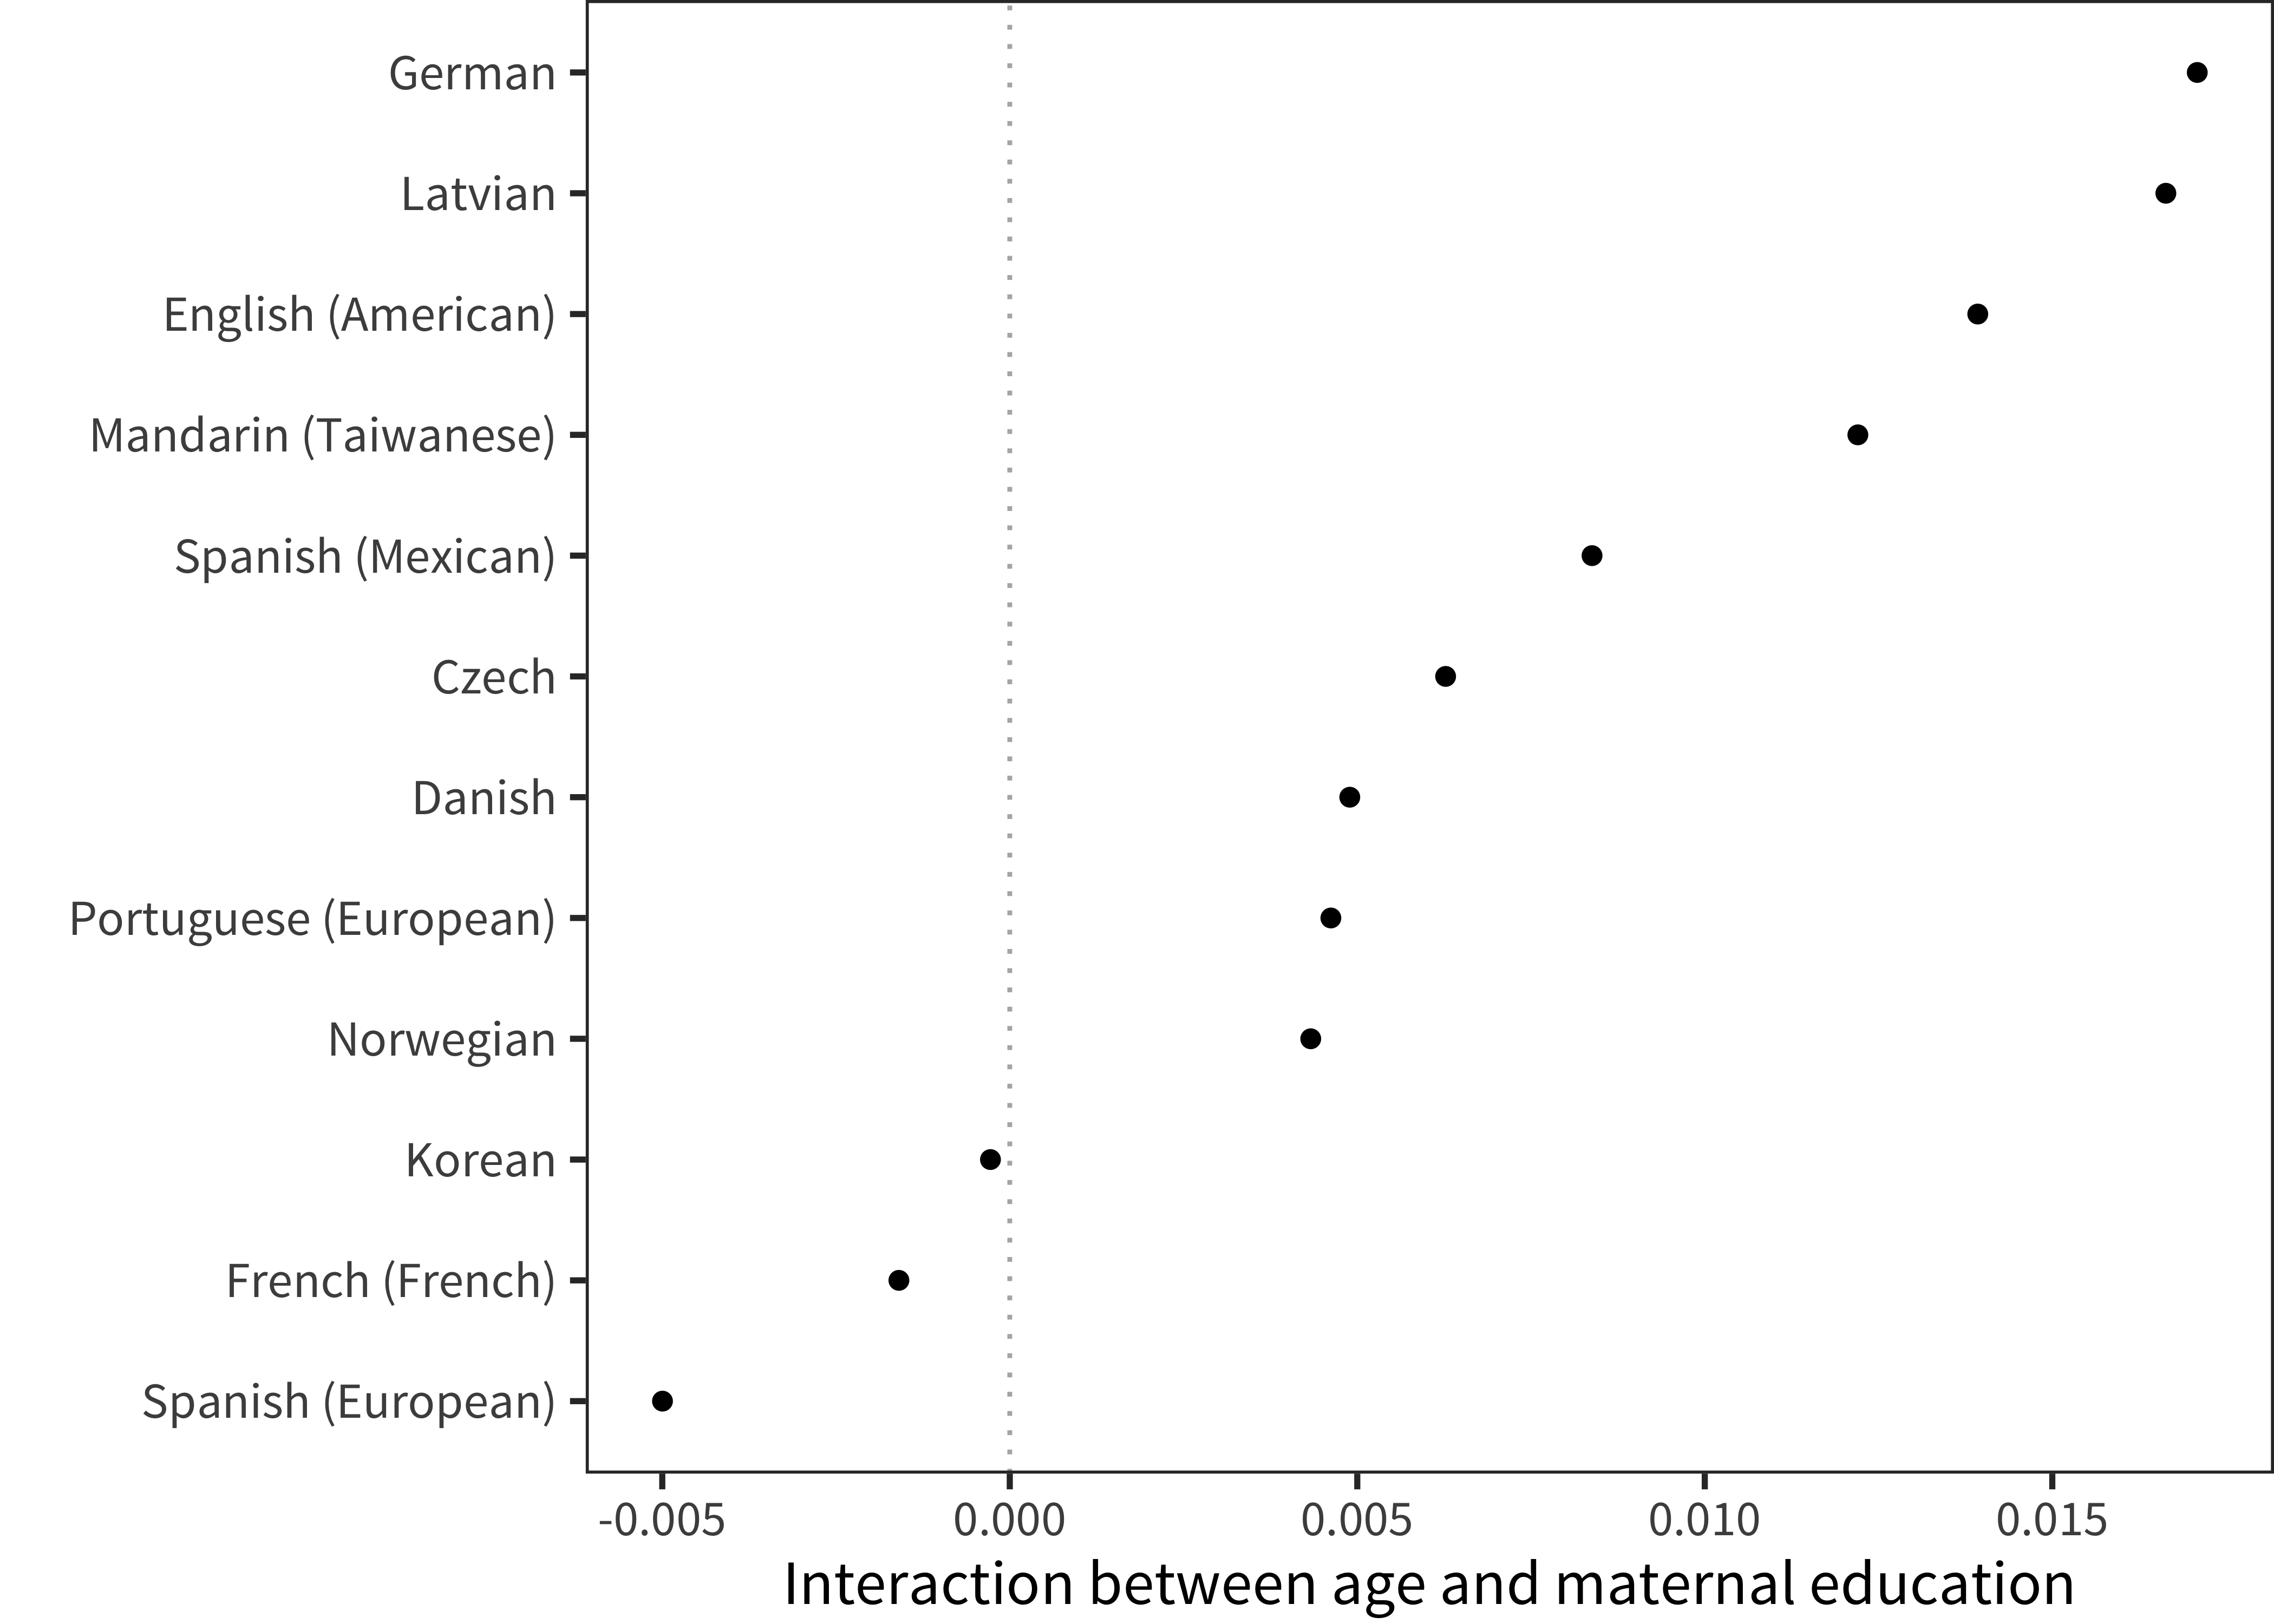 German
Latvian
English (American)
Mandarin (Taiwanese)
Spanish (Mexican)
Czech
Danish
Portuguese (European)
Norwegian
Korean
French (French)
Spanish (European)
-0.005 0.000 0.005 0.010 0.015
Interaction between age and maternal education